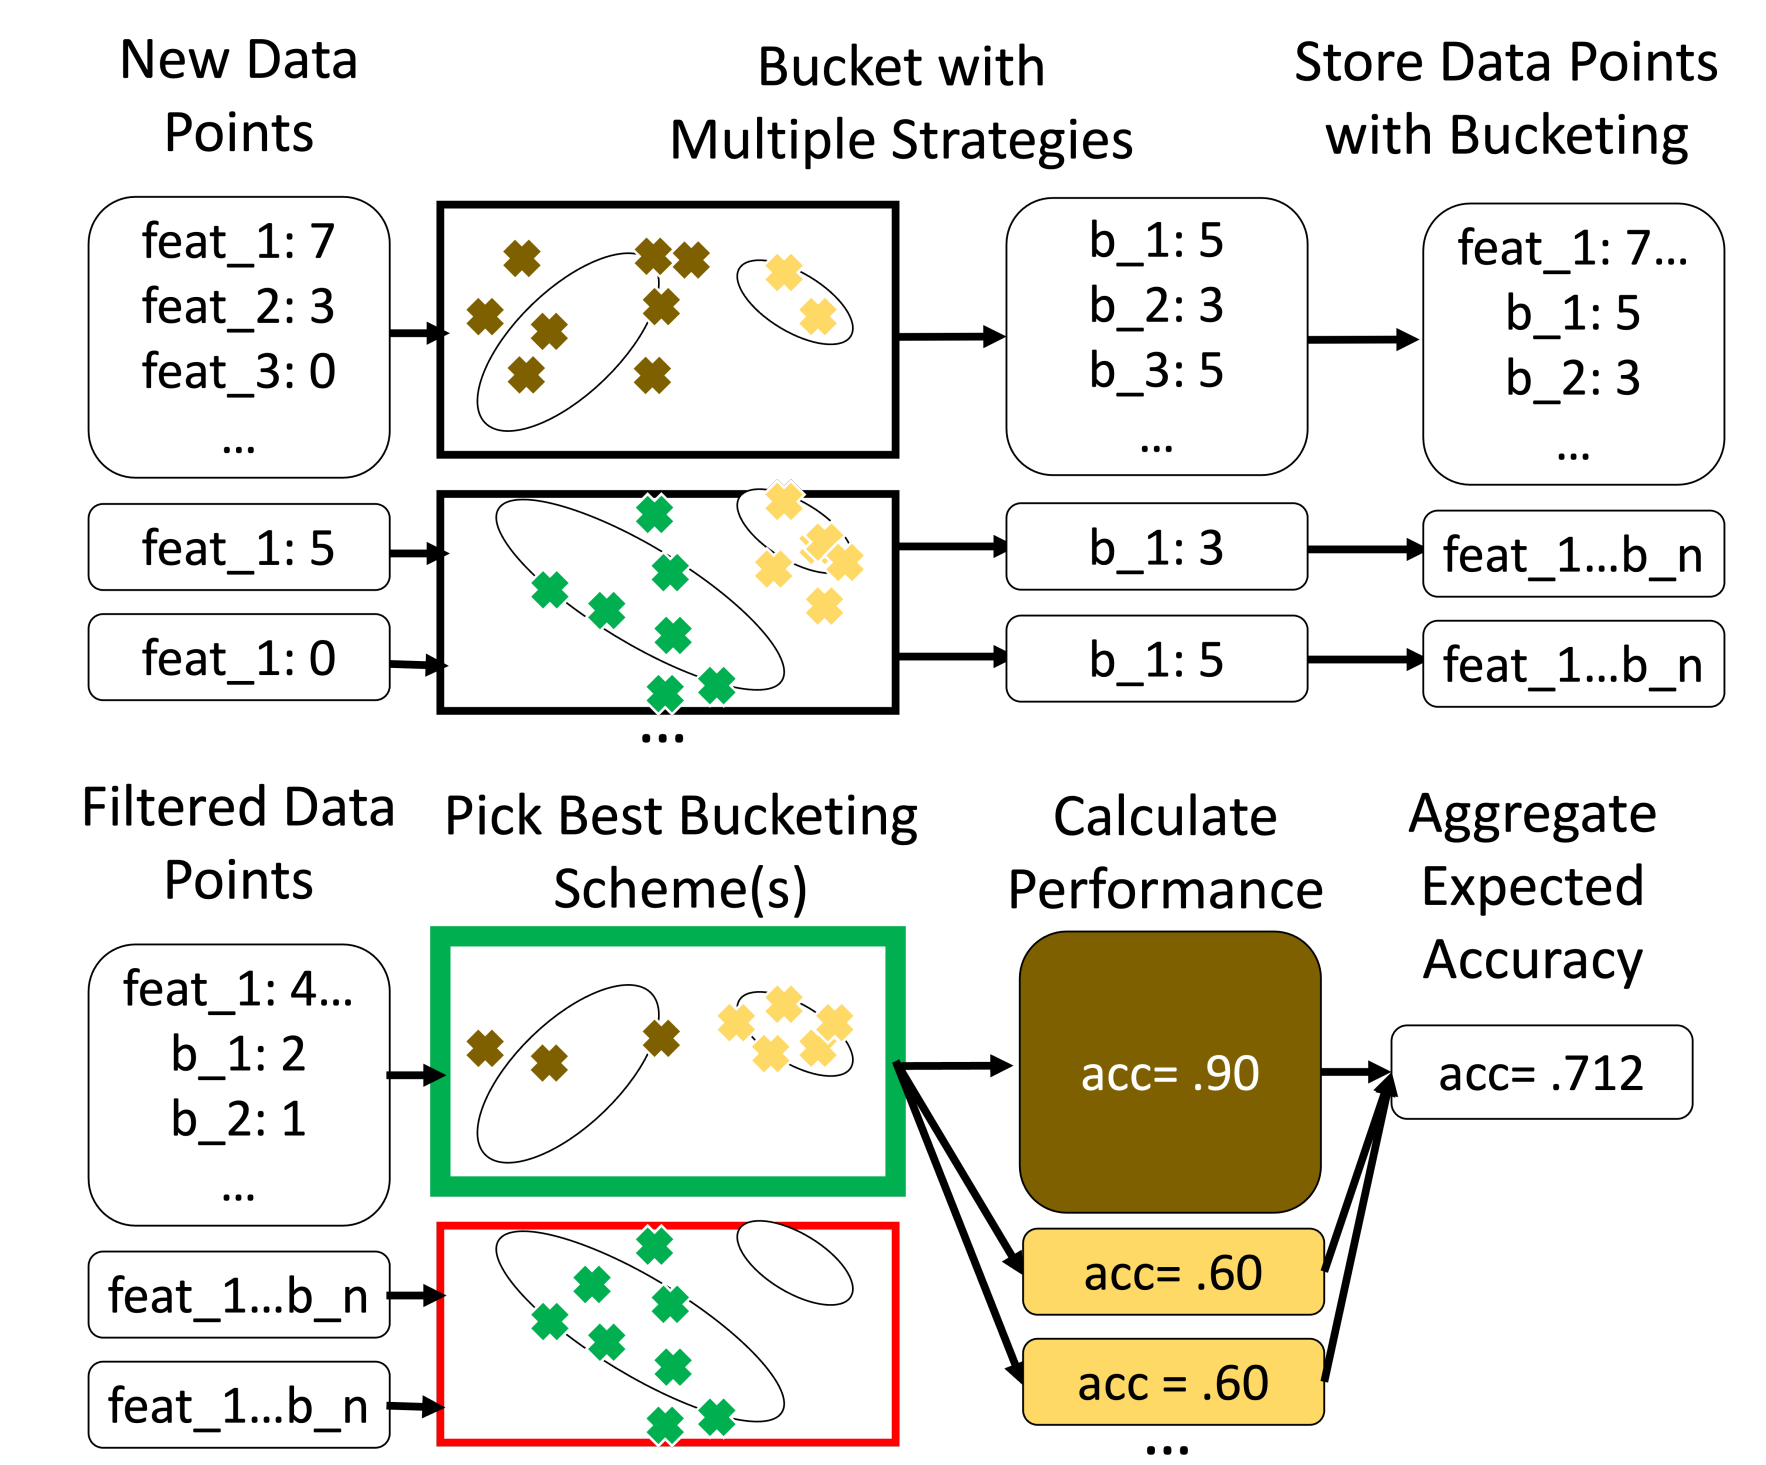 New Data
Points
Bucket with
Multiple Strategies
Store Data Points
with Bucketing
feat_1: 7
feat_2: 3
feat_3: 0
...
b_1: 5
b_2: 3
b_3: 5
...
feat_1: 7...
b_1: 5
b_2: 3
...
feat_1: 5
b_1: 3
feat_1...b_n
feat_1: 0
b_1: 5
feat_1...b_n
...
Filtered Data
Points
Pick Best Bucketing
Scheme(s)
Calculate
Performance
Aggregate
Expected
Accuracy
feat_1: 4...
b_1: 2
b_2: 1
...
acc= .90
acc= .712
feat_1...b_n
acc= .60
feat_1...b_n
acc = .60
...